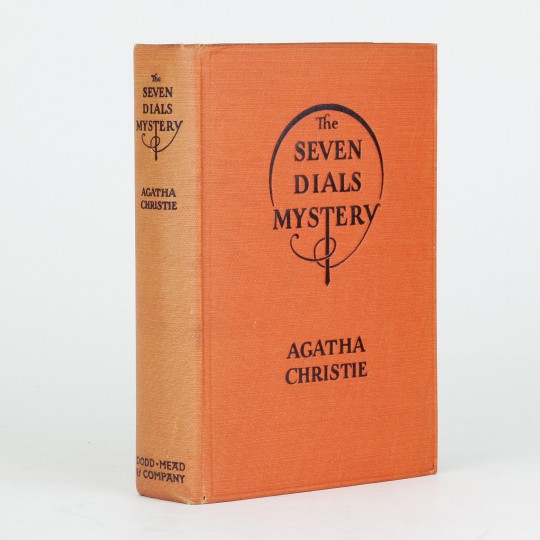 The
SEVEN
DIALS
MYSTERY
AGATHA
CHRISTIE
DODD · MEAD
& COMPANY
The
SEVEN
DIALS
MYSTERY
AGATHA
CHRISTIE